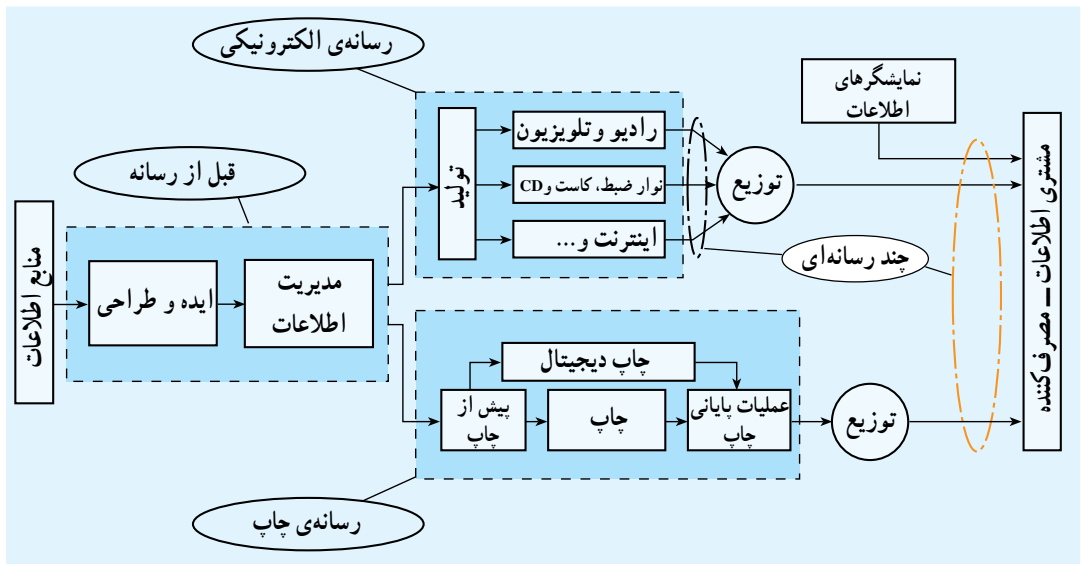 رسانه‌ی الکترونیکی
قبل از رسانه
منابع اطلاعات
ایده و طراحی
مدیریت
اطلاعات
تولید
رادیو و تلویزیون
نوار ضبط، کاست و CD
اینترنت و...
توزیع
نمایشگرهای
اطلاعات
چند رسانه‌ای
مشتری اطلاعات ــ مصرف‌کننده
چاپ دیجیتال
پیش از
چاپ
چاپ
عملیات پایانی
چاپ
توزیع
رسانه‌ی چاپ